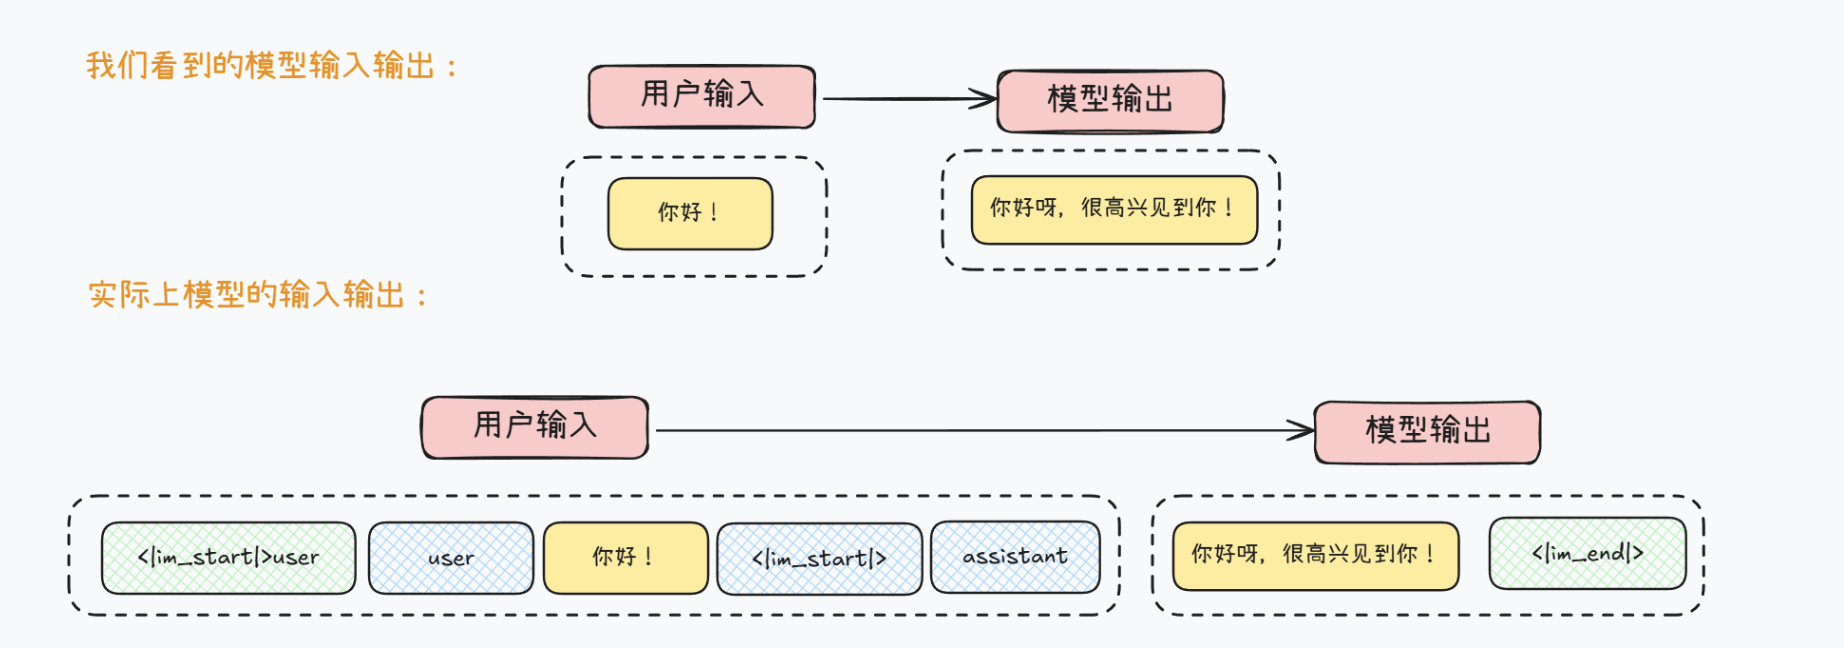 我们看到的模型输入输出：
用户输入
模型输出
你好！
你好呀，很高兴见到你！
实际上模型的输入输出：
用户输入
模型输出
<|im_start|>user
user
你好！
<|im_start|>
assistant
你好呀，很高兴见到你！
<|im_end|>